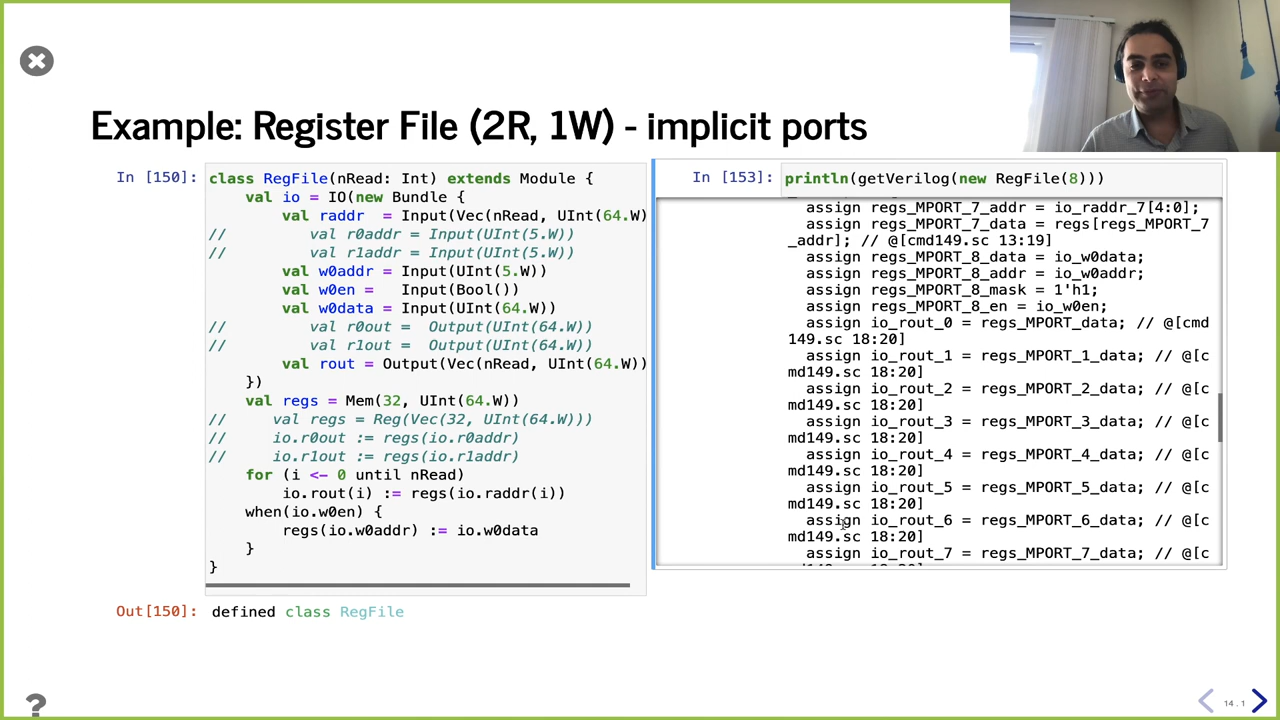 Example: Register File (2R, 1W) - implicit ports
In [150]:
class RegFile(nRead: Int) extends Module {
val io = IO(new Bundle {
val raddr = Input(Vec(nRead, UInt(64.W)
// val r0addr = Input(UInt(5.W))
// val r1addr = Input(UInt(5.W))
val w0addr = Input(UInt(5.W))
val w0en = Input(Bool())
val w0data = Input(UInt(64.W))
// val r0out = Output(UInt(64.W))
// val r1out = Output(UInt(64.W))
val rout = Output(Vec(nRead, UInt(64.W))
})
val regs = Mem(32, UInt(64.W))
// val regs = Reg(Vec(32, UInt(64.W)))
// io.r0out := regs(io.r0addr)
// io.r1out := regs(io.r1addr)
for (i <- 0 until nRead)
io.rout(i) := regs(io.raddr(i))
when(io.w0en) {
regs(io.w0addr) := io.w0data
}
}
Out[150]: defined class RegFile
In [153]:
println(getVerilog(new RegFile(8)))
assign regs_MPORT_7_addr = io_raddr_7[4:0];
assign regs_MPORT_7_data = regs[regs_MPORT_7
_addr]; // @[cmd149.sc 13:19]
assign regs_MPORT_8_data = io_w0data;
assign regs_MPORT_8_addr = io_w0addr;
assign regs_MPORT_8_mask = 1'h1;
assign regs_MPORT_8_en = io_w0en;
assign io_rout_0 = regs_MPORT_data; // @[cmd
149.sc 18:20]
assign io_rout_1 = regs_MPORT_1_data; // @[c
md149.sc 18:20]
assign io_rout_2 = regs_MPORT_2_data; // @[c
md149.sc 18:20]
assign io_rout_3 = regs_MPORT_3_data; // @[c
md149.sc 18:20]
assign io_rout_4 = regs_MPORT_4_data; // @[c
md149.sc 18:20]
assign io_rout_5 = regs_MPORT_5_data; // @[c
md149.sc 18:20]
assign io_rout_6 = regs_MPORT_6_data; // @[c
md149.sc 18:20]
assign io_rout_7 = regs_MPORT_7_data; // @[c
?
14.1